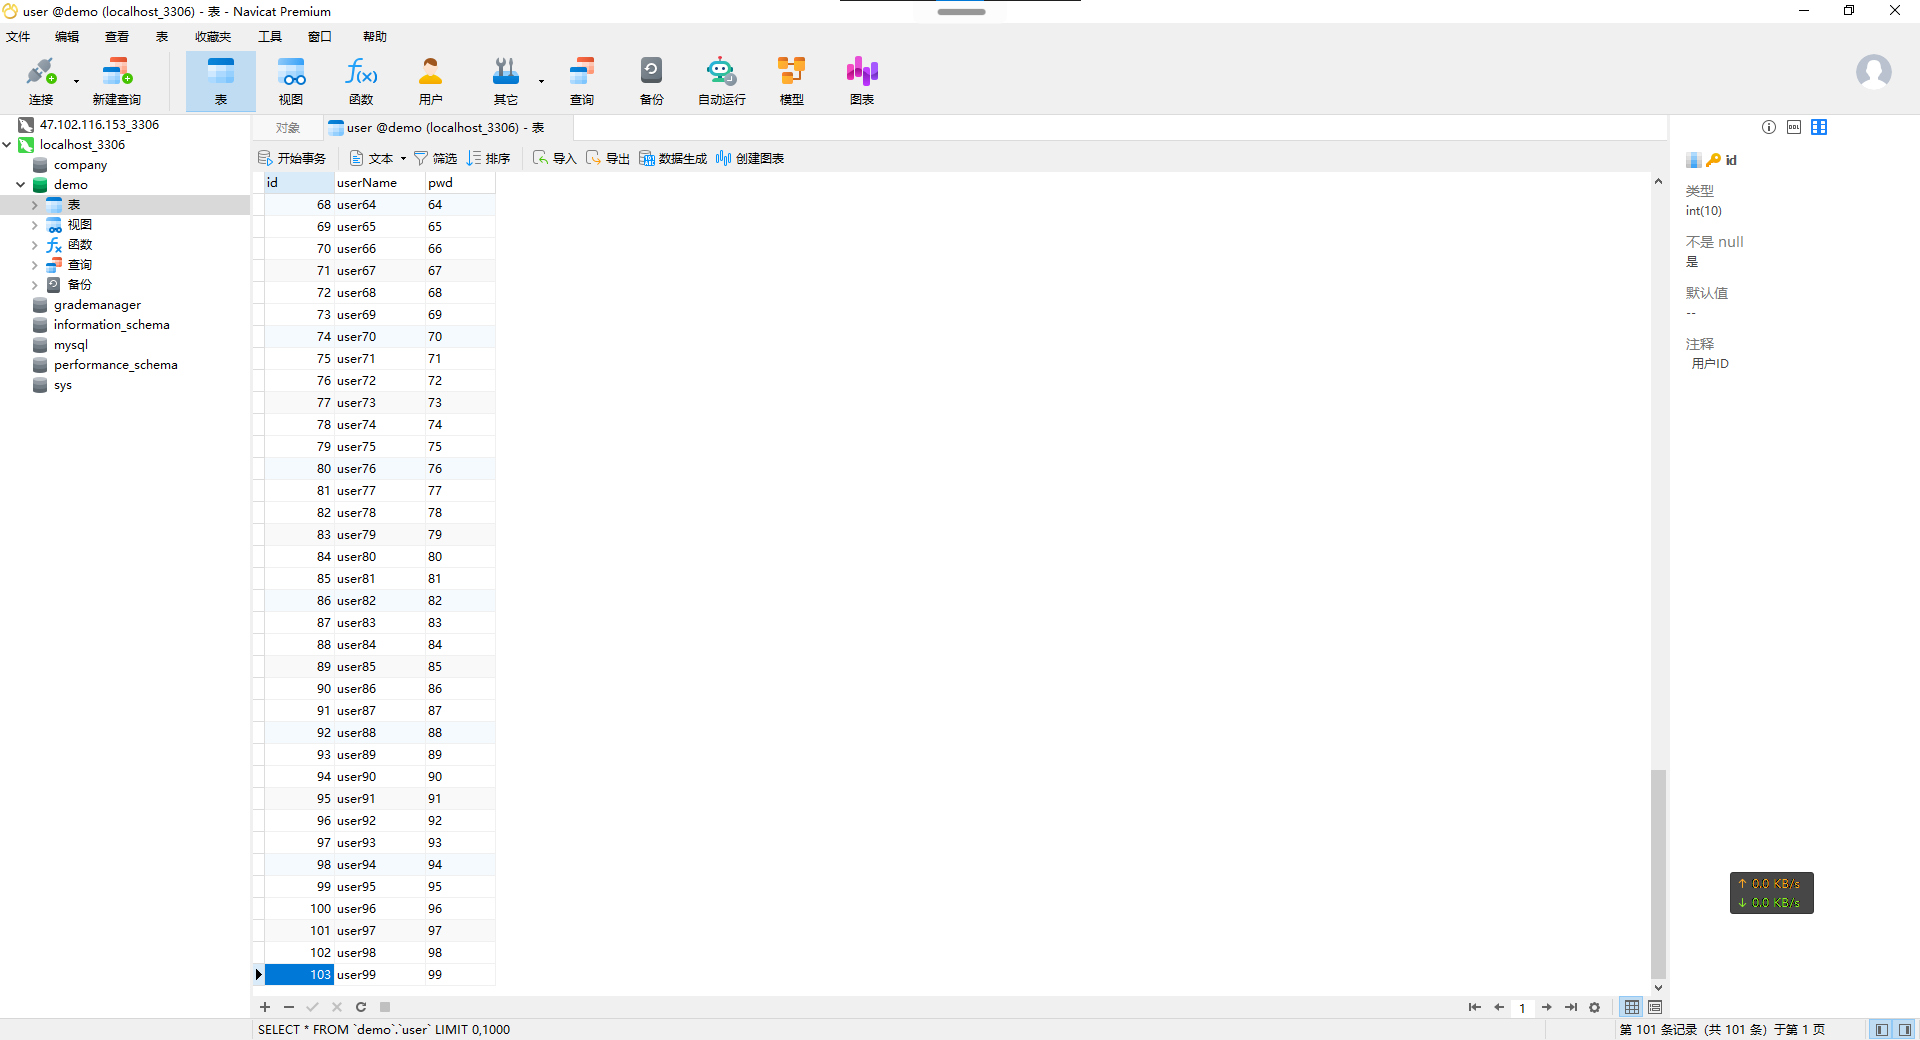 user @demo (localhost_3306) - 表 - Navicat Premium
文件 编辑 查看 表 收藏夹 工具 窗口 帮助
连接 新建查询 表 视图 函数 用户 其它 查询 备份 自动运行 模型 图表
47.102.116.153_3306
localhost_3306
company
demo
表
视图
函数
查询
备份
grademanager
information_schema
mysql
performance_schema
sys
对象 user @demo (localhost_3306) - 表
开始事务 文本 筛选 排序 导入 导出 数据生成 创建图表
id userName pwd
68 user64 64
69 user65 65
70 user66 66
71 user67 67
72 user68 68
73 user69 69
74 user70 70
75 user71 71
76 user72 72
77 user73 73
78 user74 74
79 user75 75
80 user76 76
81 user77 77
82 user78 78
83 user79 79
84 user80 80
85 user81 81
86 user82 82
87 user83 83
88 user84 84
89 user85 85
90 user86 86
91 user87 87
92 user88 88
93 user89 89
94 user90 90
95 user91 91
96 user92 92
97 user93 93
98 user94 94
99 user95 95
100 user96 96
101 user97 97
102 user98 98
103 user99 99
DDL
id
类型
int(10)
不是 null
是
默认值
--
注释
用户ID
↑ 0.0 KB/s
↓ 0.0 KB/s
1
SELECT * FROM `demo`.`user` LIMIT 0,1000
第 101 条记录 (共 101 条) 于第 1 页